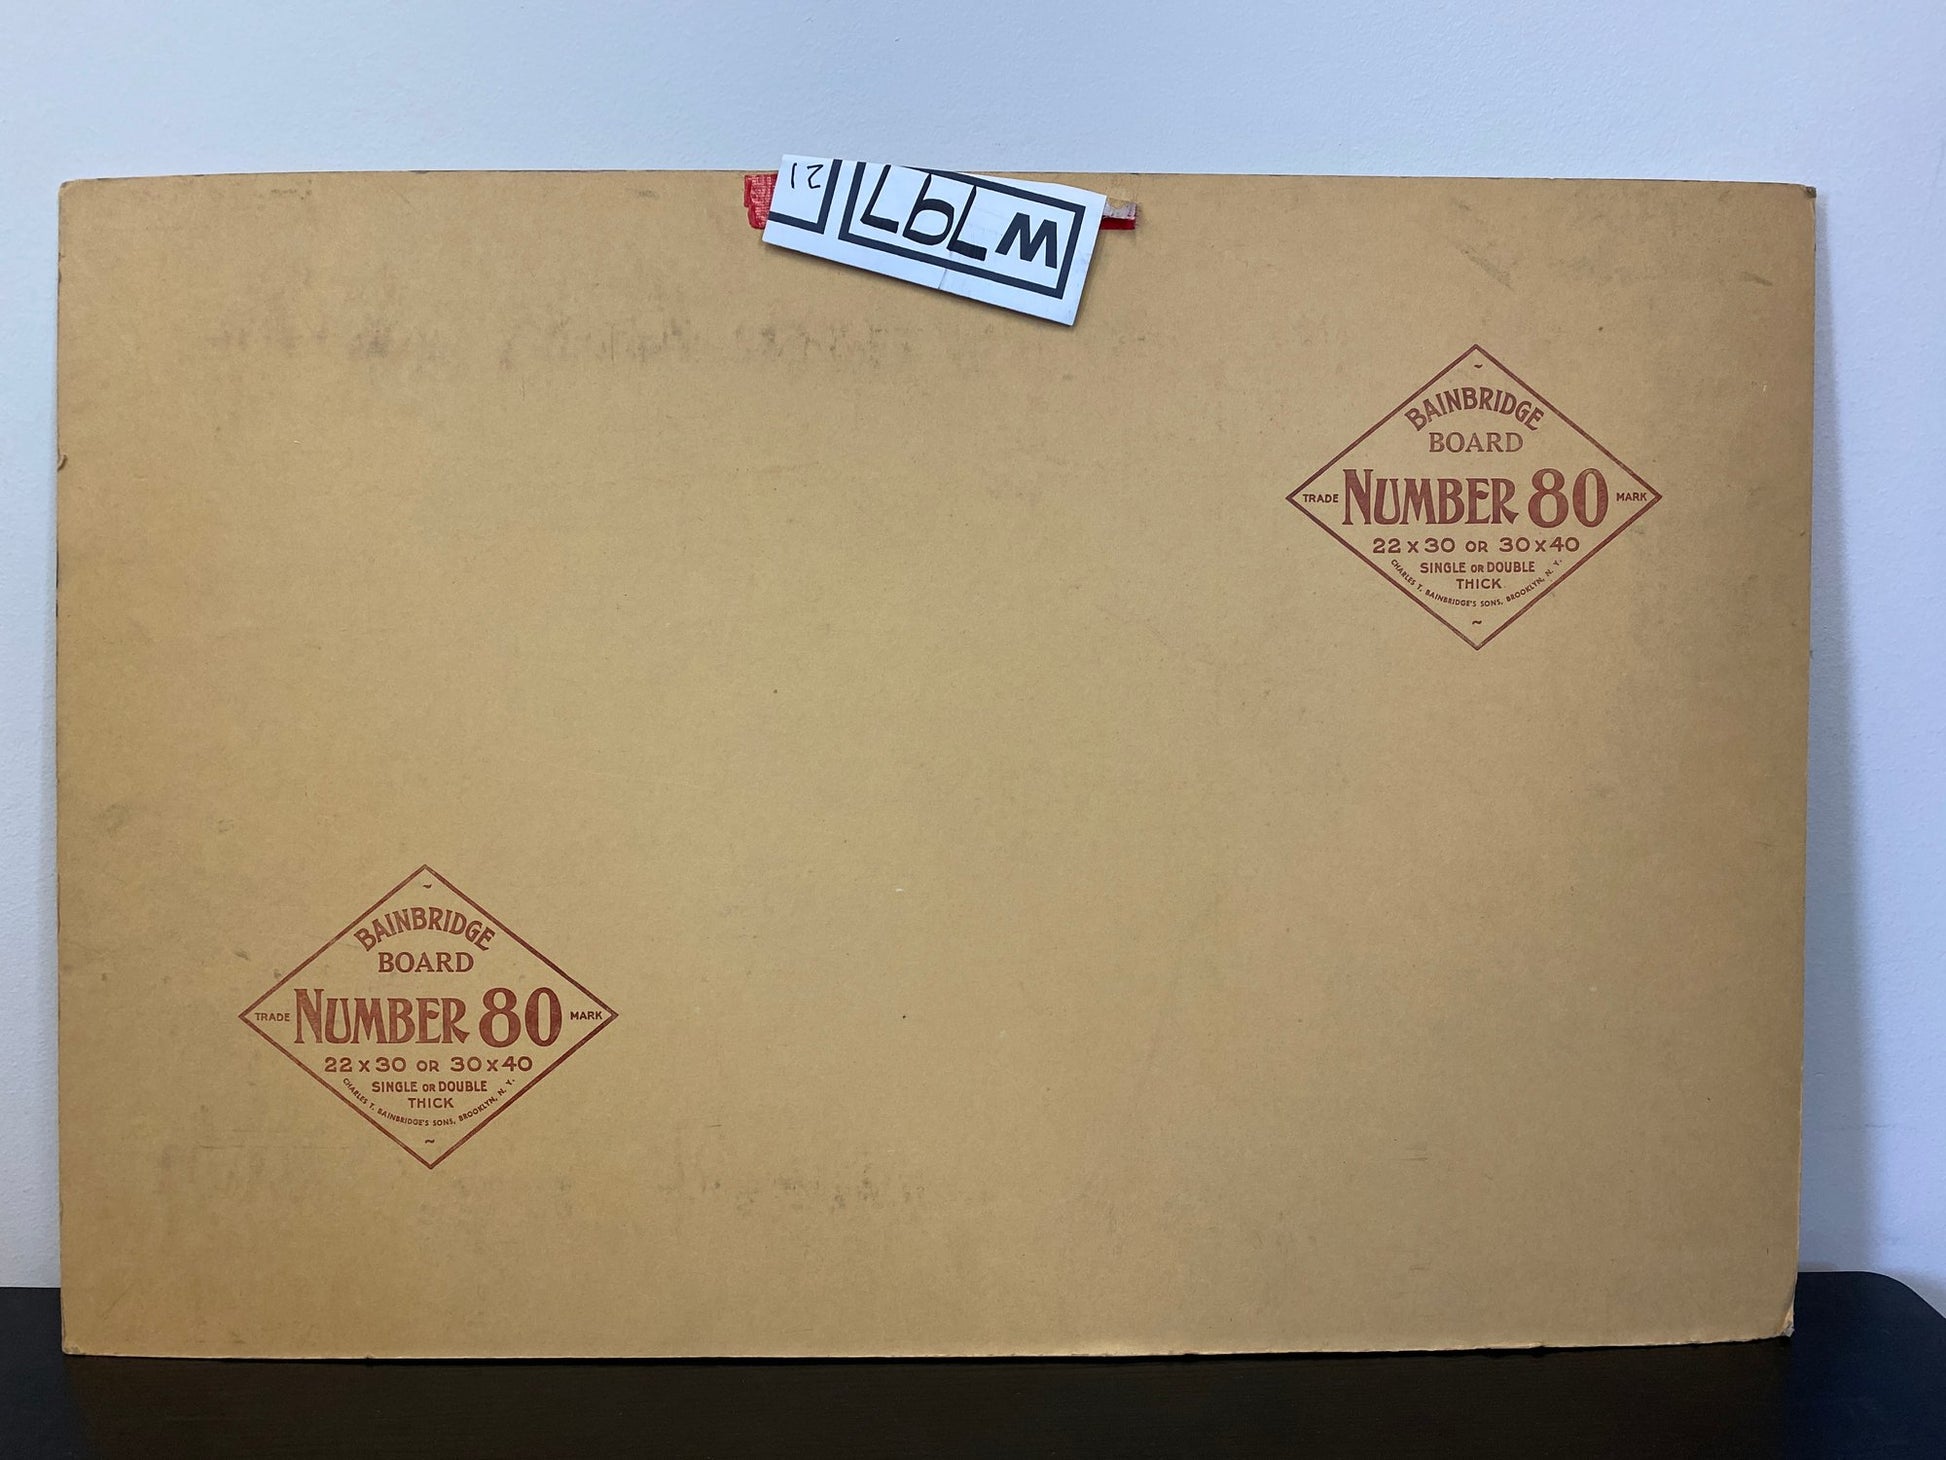 W 797
21
BAINBRIDGE
BOARD
TRADE NUMBER 80 MARK
22 x 30 OR 30 x 40
SINGLE OR DOUBLE
THICK
CHARLES T. BAINBRIDGE'S SONS, BROOKLYN, N. Y.
BAINBRIDGE
BOARD
TRADE NUMBER 80 MARK
22 x 30 OR 30 x 40
SINGLE OR DOUBLE
THICK
CHARLES T. BAINBRIDGE'S SONS, BROOKLYN, N. Y.